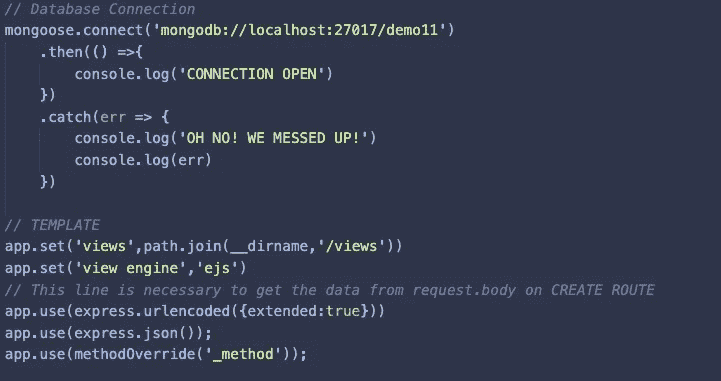 // Database Connection
mongoose.connect('mongodb://localhost:27017/demo11')
    .then(() =>{
        console.log('CONNECTION OPEN')
    })
    .catch(err => {
        console.log('OH NO! WE MESSED UP!')
        console.log(err)
    })
// TEMPLATE
app.set('views',path.join(__dirname,'/views'))
app.set('view engine','ejs')
// This line is necessary to get the data from request.body on CREATE ROUTE
app.use(express.urlencoded({extended:true}))
app.use(express.json());
app.use(methodOverride('_method'));